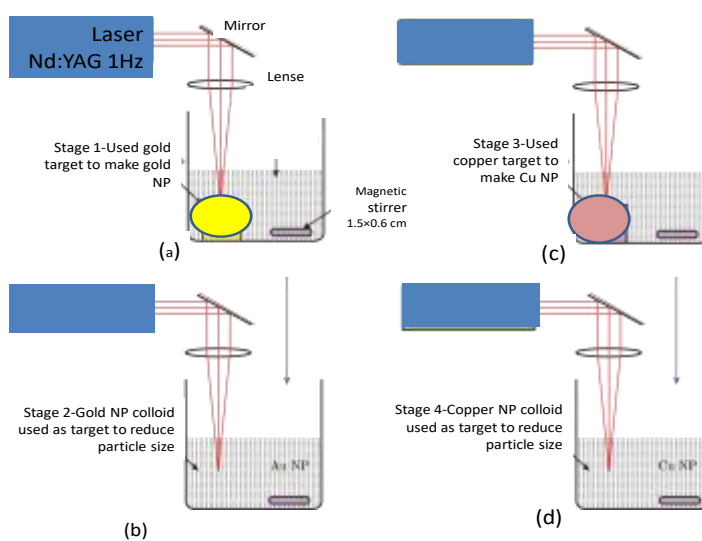 Laser
Nd:YAG 1Hz
Mirror
Lense
Stage 1-Used gold
target to make gold
NP
Magnetic
stirrer
1.5×0.6 cm
(a)
Stage 3-Used
copper target to
make Cu NP
(c)
Stage 2-Gold NP colloid
used as target to reduce
particle size
Au NP
(b)
Stage 4-Copper NP colloid
used as target to reduce
particle size
Cu NP
(d)